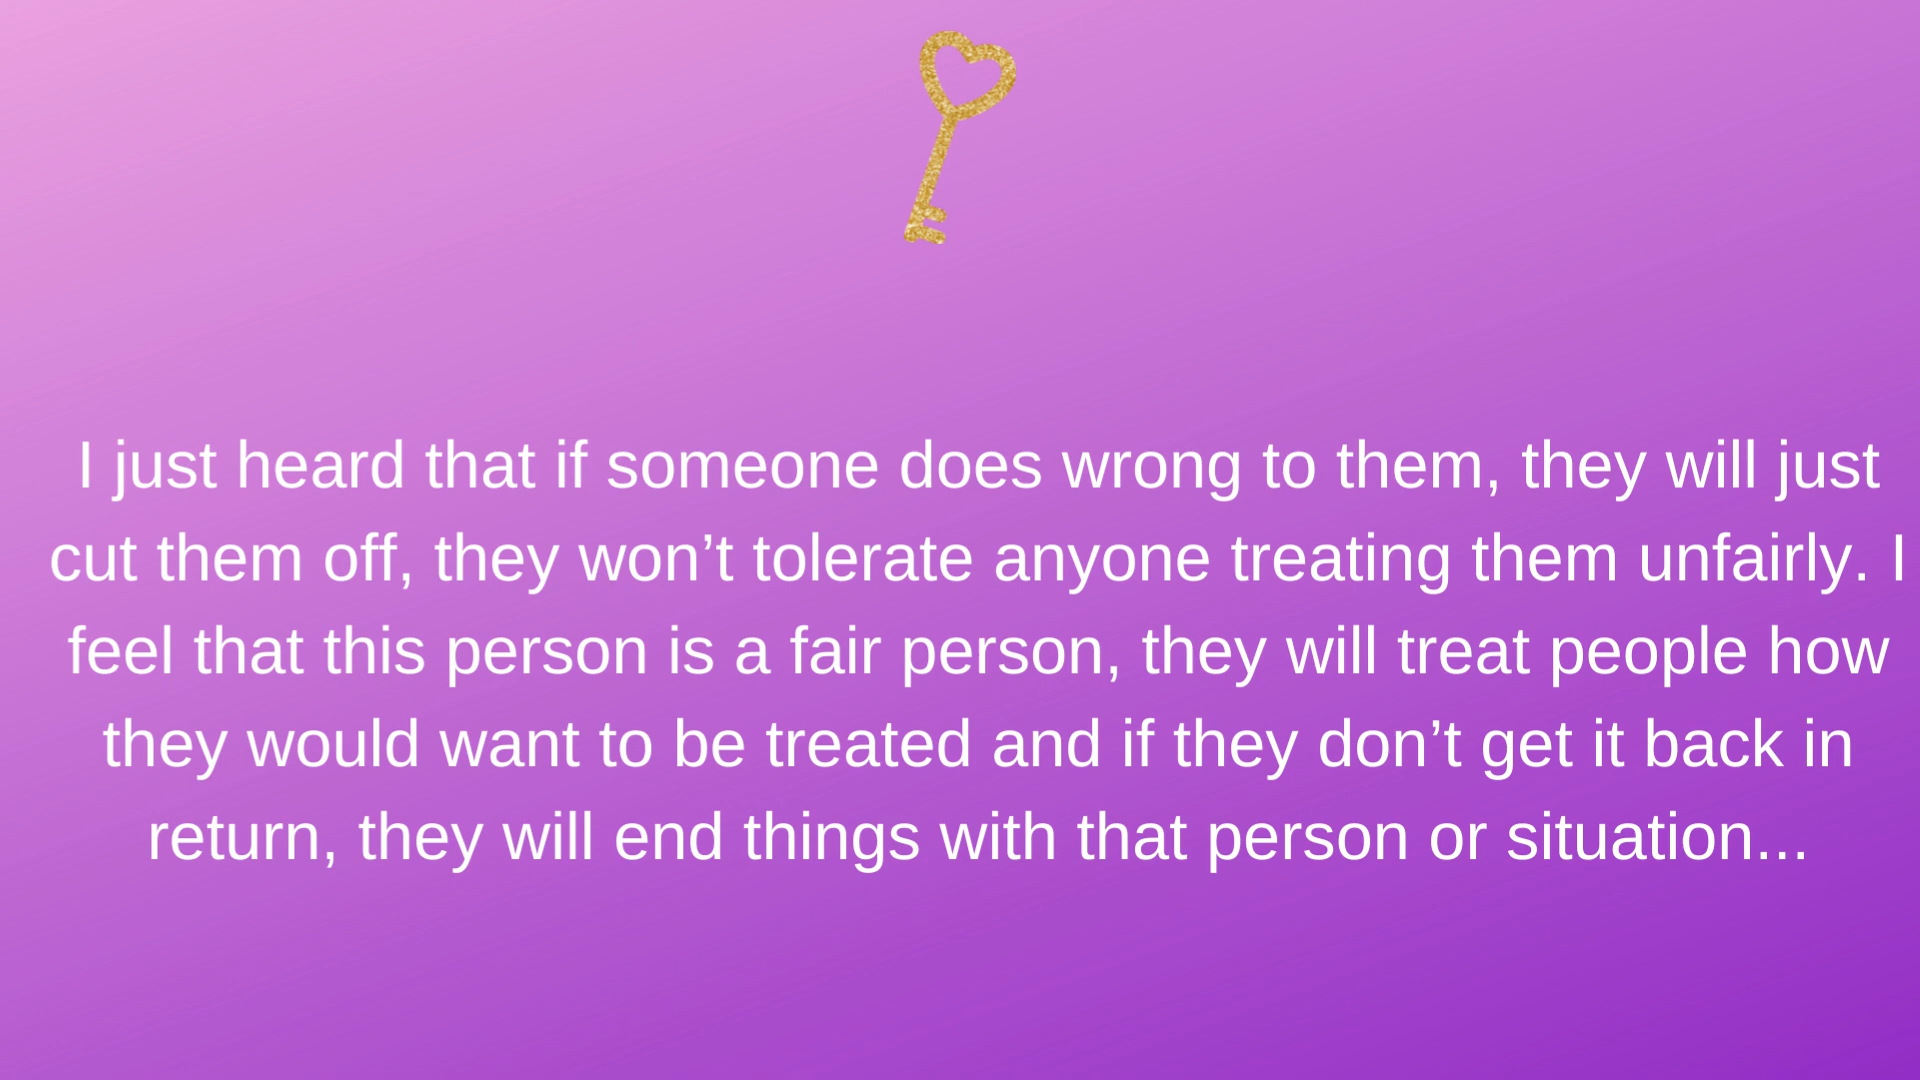 I just heard that if someone does wrong to them, they will just
cut them off, they won’t tolerate anyone treating them unfairly. I
feel that this person is a fair person, they will treat people how
they would want to be treated and if they don’t get it back in
return, they will end things with that person or situation...